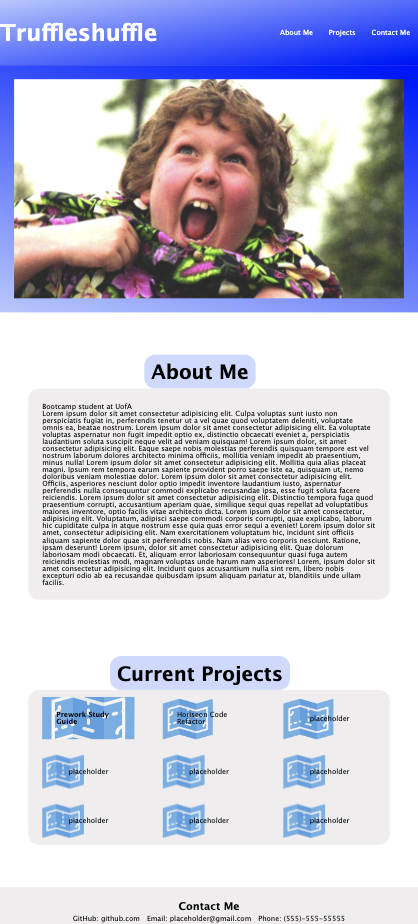 Truffleshuffle
About Me Projects Contact Me
About Me
Bootcamp student at UofA
Lorem ipsum dolor sit amet consectetur adipisicing elit. Culpa voluptas sunt iusto non
perspiciatis fugiat in, perferendis tenetur ut a vel quae quod voluptatem deleniti, voluptate
omnis ea, beatae nostrum. Lorem ipsum dolor sit amet consectetur adipisicing elit. Ea voluptate
voluptas aspernatur non fugit impedit optio ex, distinctio obcaecati eveniet a, perspiciatis
laudantium soluta suscipit neque velit ad veniam quisquam! Lorem ipsum dolor, sit amet
consectetur adipisicing elit. Eaque saepe nobis molestias perferendis quisquam tempore est vel
nostrum laborum dolores architecto minima officiis, mollitia veniam impedit ab praesentium,
minus nulla! Lorem ipsum dolor sit amet consectetur adipisicing elit. Mollitia quia alias placeat
magni. Ipsum rem tempora earum sapiente provident porro saepe iste ea, quisquam ut, nemo
doloribus veniam molestiae dolor. Lorem ipsum dolor sit amet consectetur adipisicing elit.
Officiis, asperiores nesciunt dolor optio impedit inventore laudantium iusto, aspernatur
perferendis nulla consequuntur commodi explicabo recusandae ipsa, esse fugit soluta facere
reiciendis. Lorem ipsum dolor sit amet consectetur adipisicing elit. Distinctio tempora fuga quod
praesentium corrupti, accusantium aperiam quae, similique sequi quas repellat ad voluptates
maiores inventore, optio facilis vitae architecto dicta. Lorem ipsum dolor sit amet consectetur,
adipisicing elit. Voluptatum, adipisci saepe commodi corporis corrupti, quae explicabo, laborum
hic cupiditate culpa in atque nostrum esse quia quas error sequi a eveniet! Lorem ipsum dolor sit
amet, consectetur adipisicing elit. Nam exercitationem voluptatum hic, incidunt sint officiis
aliquam sapiente dolor quae sit perferendis nobis. Nam alias vero corporis nesciunt. Ratione,
ipsam deserunt! Lorem ipsum, dolor sit amet consectetur adipisicing elit. Quae dolorum
laboriosam modi obcaecati. Et, aliquam error laboriosam consequuntur quasi fuga autem
reiciendis molestias modi, magnam voluptas unde harum nam asperiores! Lorem, ipsum dolor sit
amet consectetur adipisicing elit. Incidunt quos accusantium nulla sint rem, libero nobis
excepturi optio ab ea recusandae quibusdam ipsum aliquam pariatur at, blanditiis unde ullam
facilis.
Current Projects
Prework Study
Guide
Horiseon Code
Refactor
placeholder
placeholder
placeholder
placeholder
placeholder
placeholder
placeholder
Contact Me
GitHub: github.com Email: placeholder@gmail.com Phone: (555)-555-55555